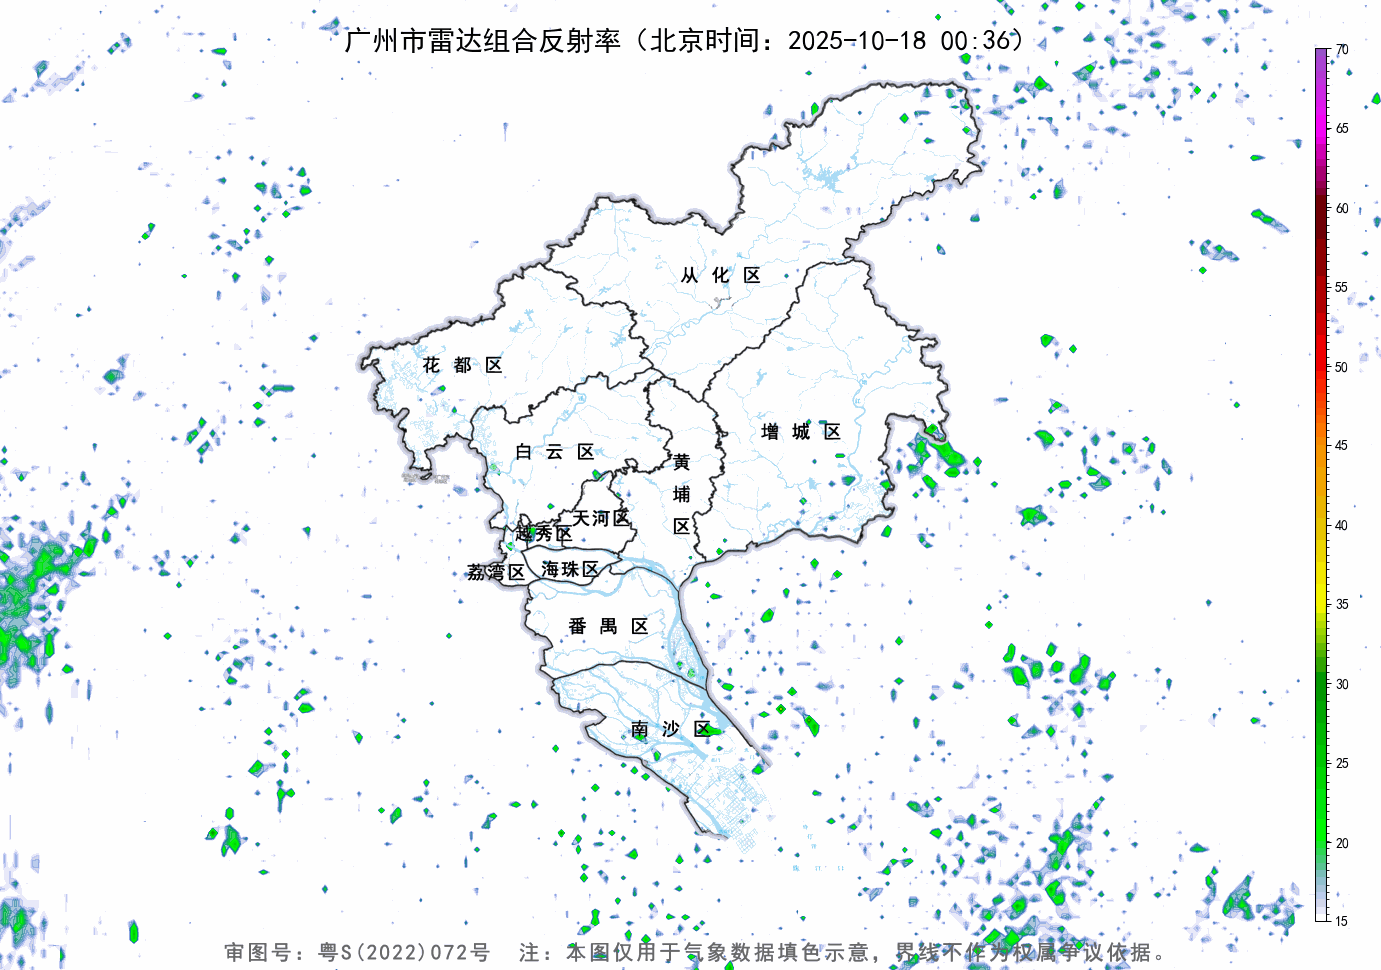 广州市雷达组合反射率（北京时间：2025-10-18 00:36）
70
65
60
55
50
45
40
35
30
25
20
15
从化区
花都区
增城区
白云区
黄埔区
天河区
越秀区
海珠区
荔湾区
番禺区
南沙区
审图号：粤S(2022)072号 注：本图仅用于气象数据填色示意，界线不作为权属争议依据。